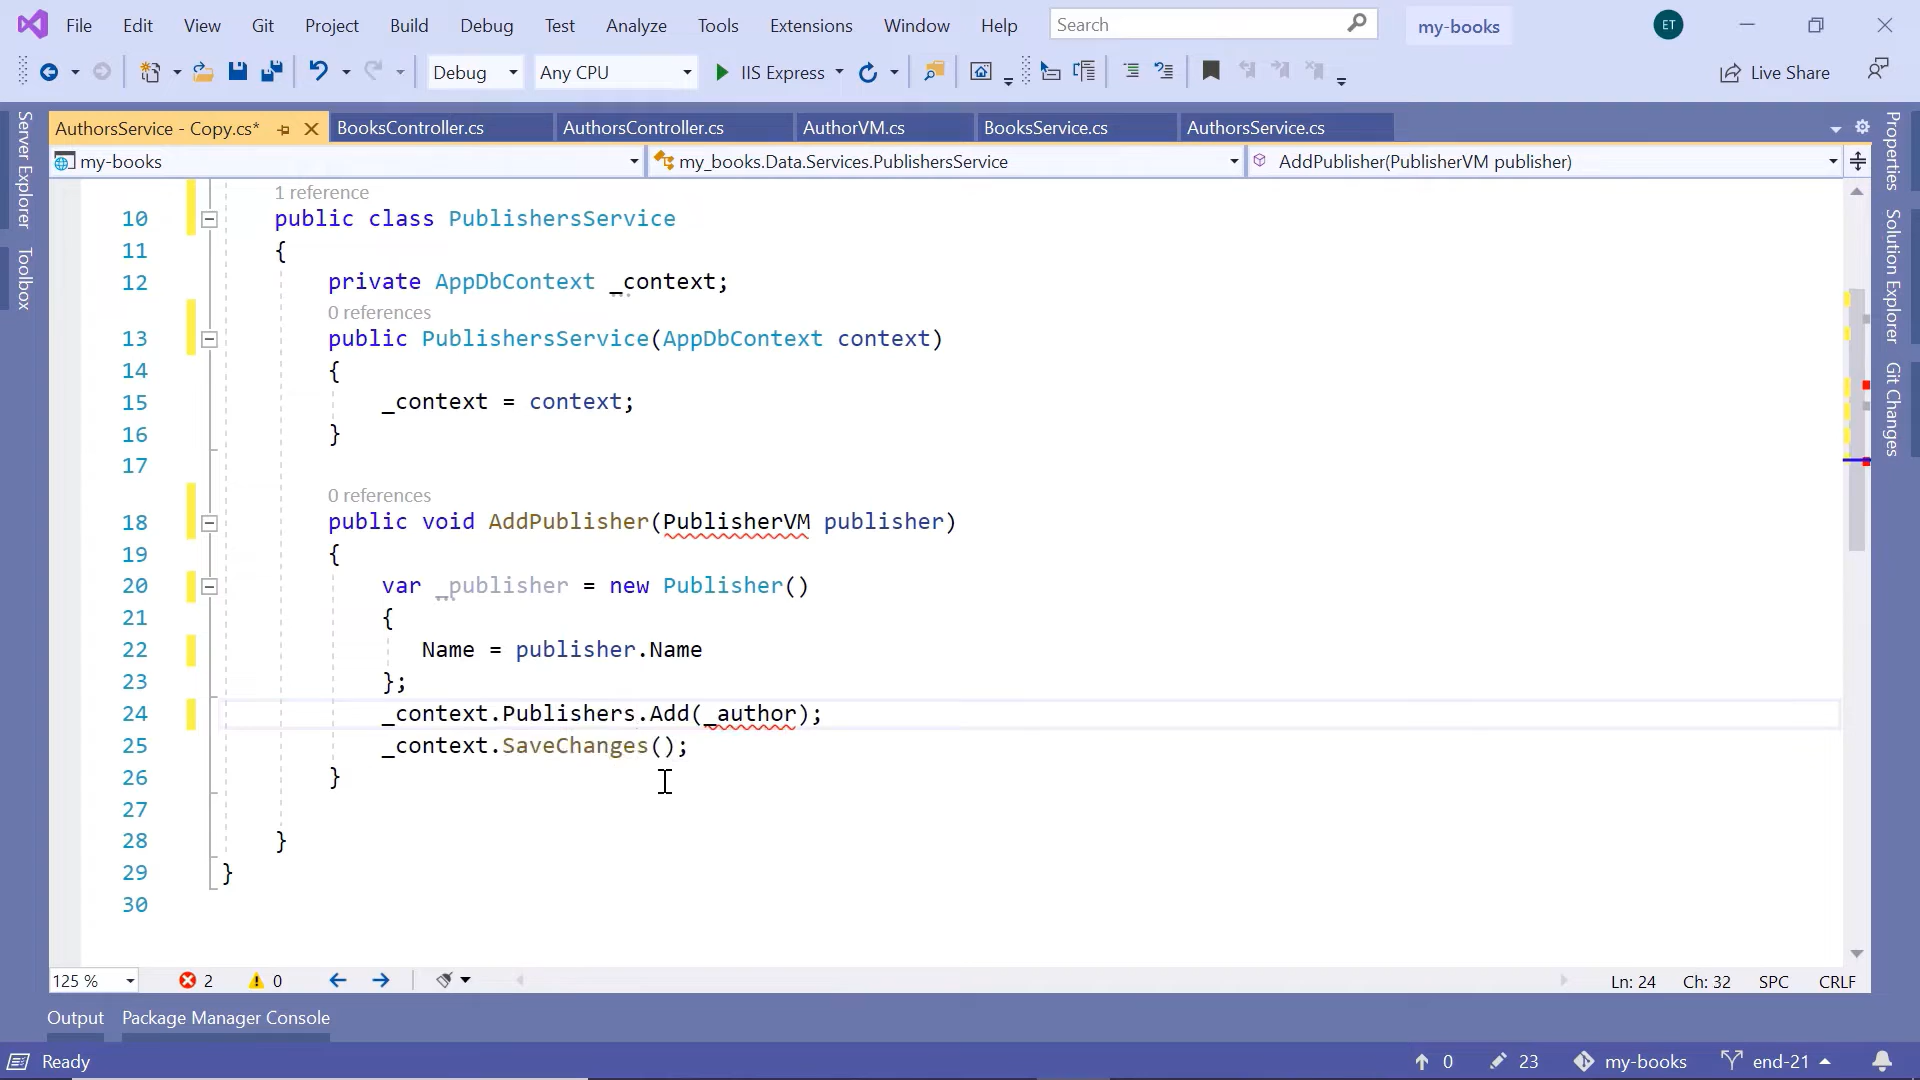 File Edit View Git Project Build Debug Test Analyze Tools Extensions Window Help Search my-books ET
Debug Any CPU IIS Express Live Share
AuthorsService - Copy.cs* BooksController.cs AuthorsController.cs AuthorVM.cs BooksService.cs AuthorsService.cs
my-books my_books.Data.Services.PublishersService AddPublisher(PublisherVM publisher)
Server Explorer
Toolbox
Properties
Solution Explorer
Git Changes
1 reference
10 public class PublishersService
11 {
12 private AppDbContext _context;
0 references
13 public PublishersService(AppDbContext context)
14 {
15 _context = context;
16 }
17
0 references
18 public void AddPublisher(PublisherVM publisher)
19 {
20 var _publisher = new Publisher()
21 {
22 Name = publisher.Name
23 };
24 _context.Publishers.Add(_author);
25 _context.SaveChanges();
26 }
27
28 }
29 }
30
125 % 2 0 Ln: 24 Ch: 32 SPC CRLF
Output Package Manager Console
Ready 0 23 my-books end-21